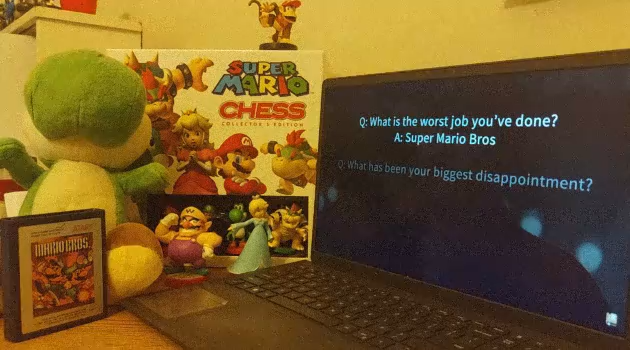 SUPER
MARIO
CHESS
COLLECTOR'S EDITION
MARIO BROS.
Q: What is the worst job you've done?
A: Super Mario Bros
Q: What has been your biggest disappointment?